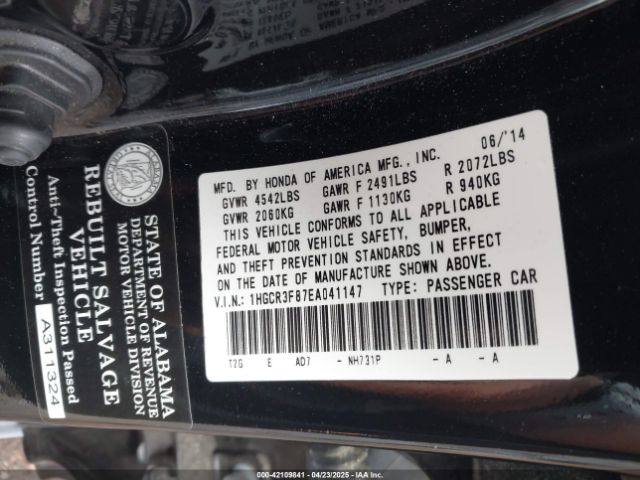 STATE OF ALABAMA
DEPARTMENT OF REVENUE
MOTOR VEHICLE DIVISION
REBUILT SALVAGE
VEHICLE
Anti-Theft Inspection Passed
Control Number A311324
MFD. BY HONDA OF AMERICA MFG., INC. 06/'14
GVWR 4542LBS GAWR F 2491LBS R 2072LBS
GVWR 2060KG GAWR F 1130KG R 940KG
THIS VEHICLE CONFORMS TO ALL APPLICABLE
FEDERAL MOTOR VEHICLE SAFETY, BUMPER,
AND THEFT PREVENTION STANDARDS IN EFFECT
ON THE DATE OF MANUFACTURE SHOWN ABOVE.
V.I.N.: 1HGCR3F87EA041147 TYPE: PASSENGER CAR
T2G E AD7 - NH731P - A - A
000-42109841 - 04/23/2025 - IAAI.COM